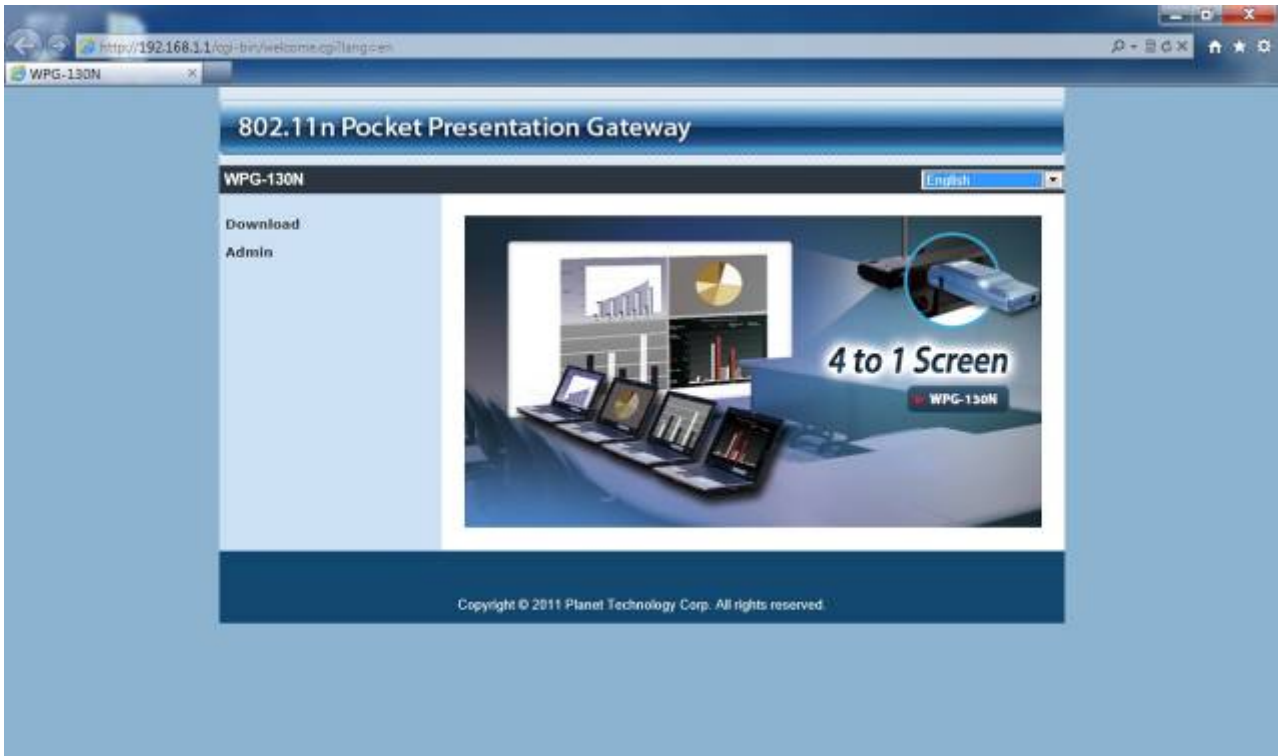 http://192.168.1.1/cgi-bin/welcome.cgi?lang=en
WPG-130N
802.11n Pocket Presentation Gateway
WPG-130N
English
Download
Admin
4 to 1 Screen
WPG-130N
Copyright © 2011 Planet Technology Corp. All rights reserved.